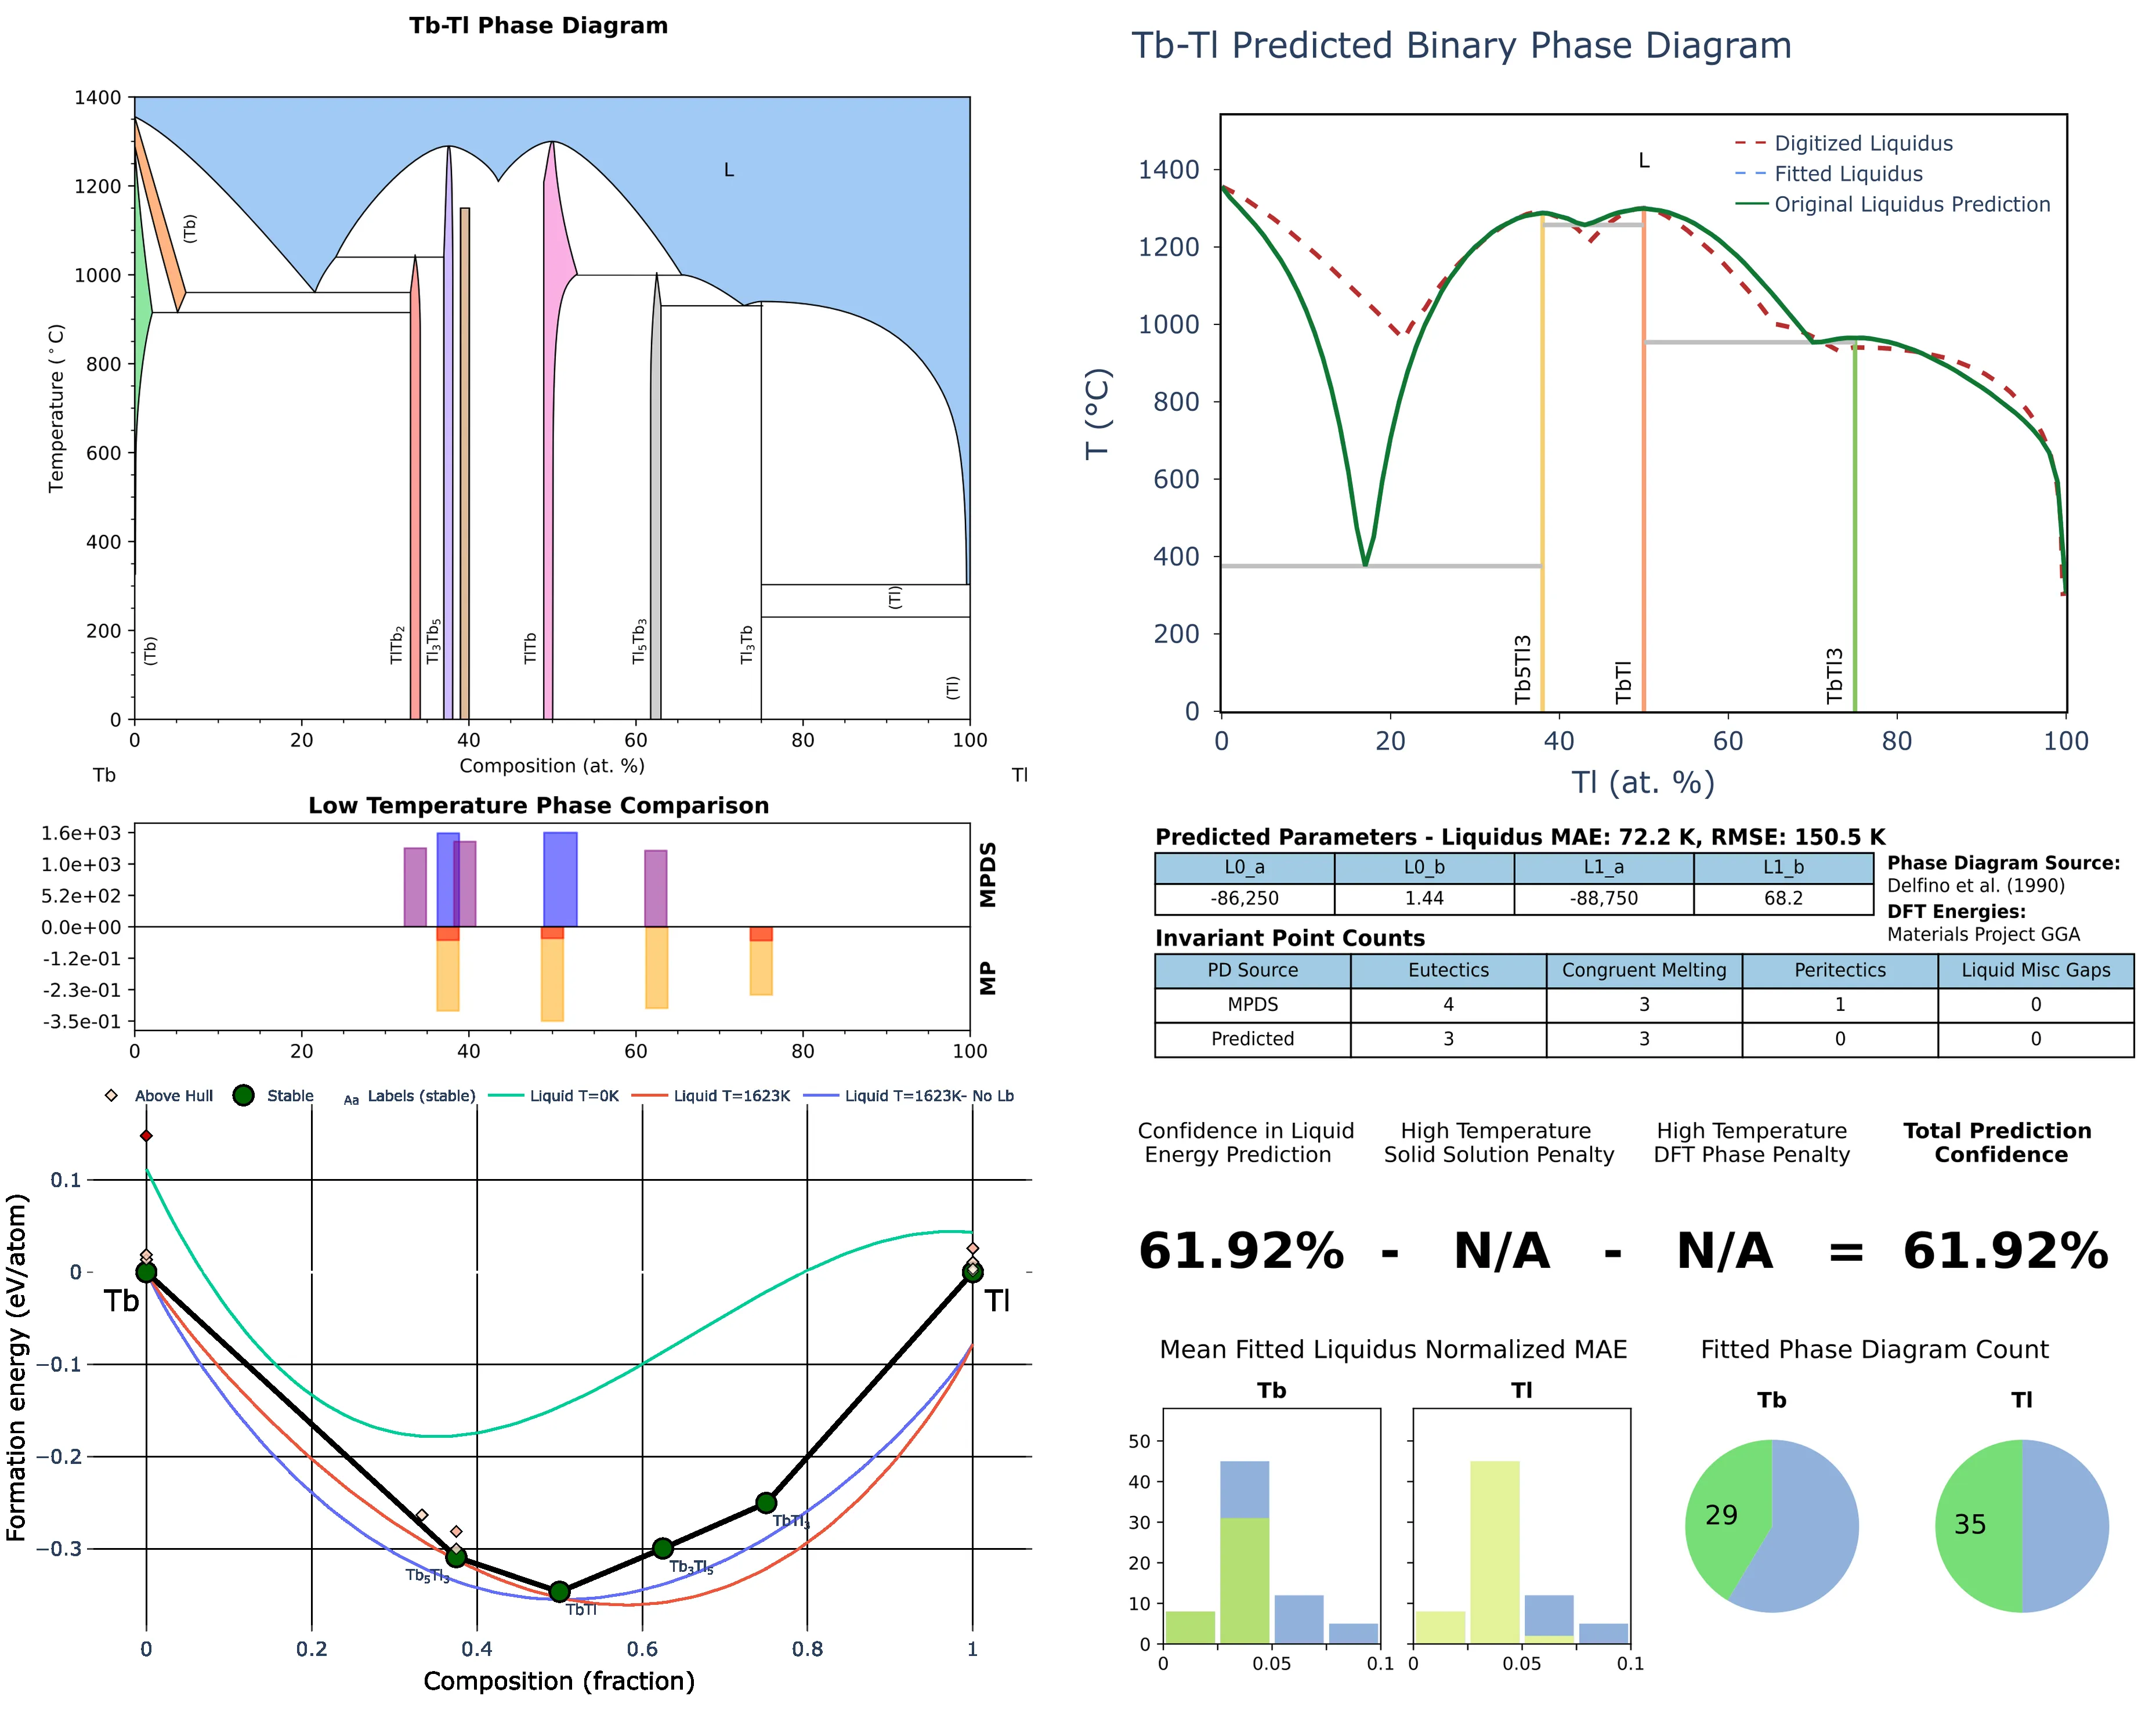 Tb-Tl Phase Diagram
1400
1200
1000
800
600
400
200
0
Temperature (°C)
L
(Tb)
(Tb)
TlTb2
Tl3Tb5
TlTb
Tl5Tb3
Tl3Tb
(Tl)
(Tl)
0 20 40 60 80 100
Composition (at. %)
Tb Tl
Low Temperature Phase Comparison
1.6e+03
1.0e+03
5.2e+02
0.0e+00
-1.2e-01
-2.3e-01
-3.5e-01
MPDS
MP
0 20 40 60 80 100
Above Hull Stable Aa Labels (stable) Liquid T=0K Liquid T=1623K Liquid T=1623K- No Lb
0.1
0
−0.1
−0.2
−0.3
Formation energy (eV/atom)
Tb Tl
Tb5Tl3
TbTl
Tb3Tl5
TbTl3
0 0.2 0.4 0.6 0.8 1
Composition (fraction)
Tb-Tl Predicted Binary Phase Diagram
1400
1200
1000
800
600
400
200
0
T (°C)
L
Digitized Liquidus
Fitted Liquidus
Original Liquidus Prediction
Tb5Tl3
TbTl
TbTl3
0 20 40 60 80 100
Tl (at. %)
Predicted Parameters - Liquidus MAE: 72.2 K, RMSE: 150.5 K
L0_a L0_b L1_a L1_b
-86,250 1.44 -88,750 68.2
Phase Diagram Source:
Delfino et al. (1990)
DFT Energies:
Materials Project GGA
Invariant Point Counts
PD Source Eutectics Congruent Melting Peritectics Liquid Misc Gaps
MPDS 4 3 1 0
Predicted 3 3 0 0
Confidence in Liquid
Energy Prediction
High Temperature
Solid Solution Penalty
High Temperature
DFT Phase Penalty
Total Prediction
Confidence
61.92% - N/A - N/A = 61.92%
Mean Fitted Liquidus Normalized MAE
Tb Tl
50
40
30
20
10
0
0 0.05 0.1
0 0.05 0.1
Fitted Phase Diagram Count
Tb Tl
29 35